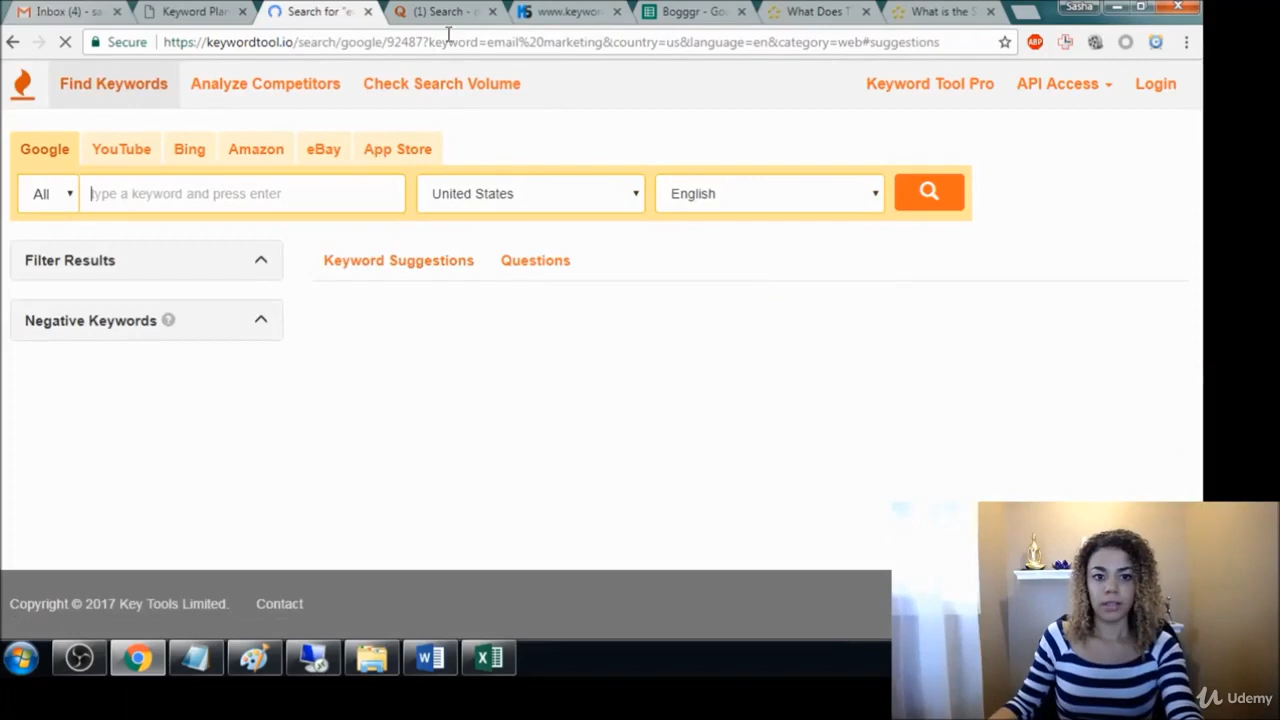 Inbox (4) - sa
Keyword Plan
Search for "e
(1) Search - e
www.keywor
Bogggr - Go
What Does T
What is the S
Sasha
Secure
https://keywordtool.io/search/google/92487?keyword=email%20marketing&country=us&language=en&category=web#suggestions
ABP
Find Keywords
Analyze Competitors
Check Search Volume
Keyword Tool Pro
API Access
Login
Google
YouTube
Bing
Amazon
eBay
App Store
All
Type a keyword and press enter
United States
English
Filter Results
Keyword Suggestions
Questions
Negative Keywords ?
Copyright © 2017 Key Tools Limited.
Contact
Udemy